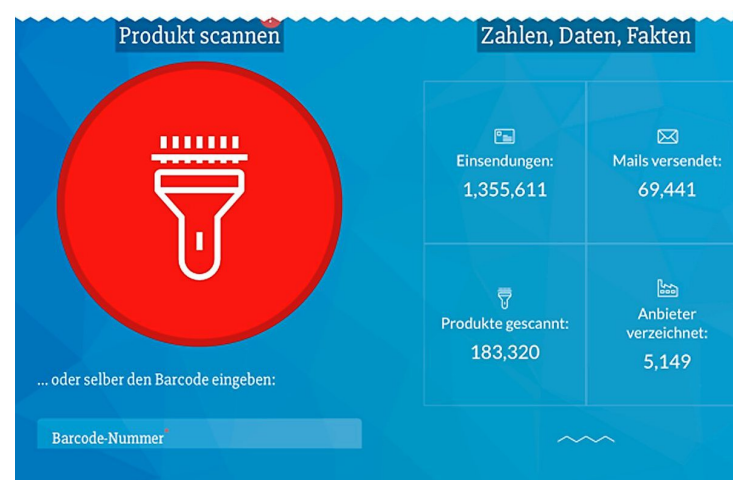 Produkt scannen
... oder selber den Barcode eingeben:
Barcode-Nummer*
Zahlen, Daten, Fakten
Einsendungen:
1,355,611
Mails versendet:
69,441
Produkte gescannt:
183,320
Anbieter
verzeichnet:
5,149